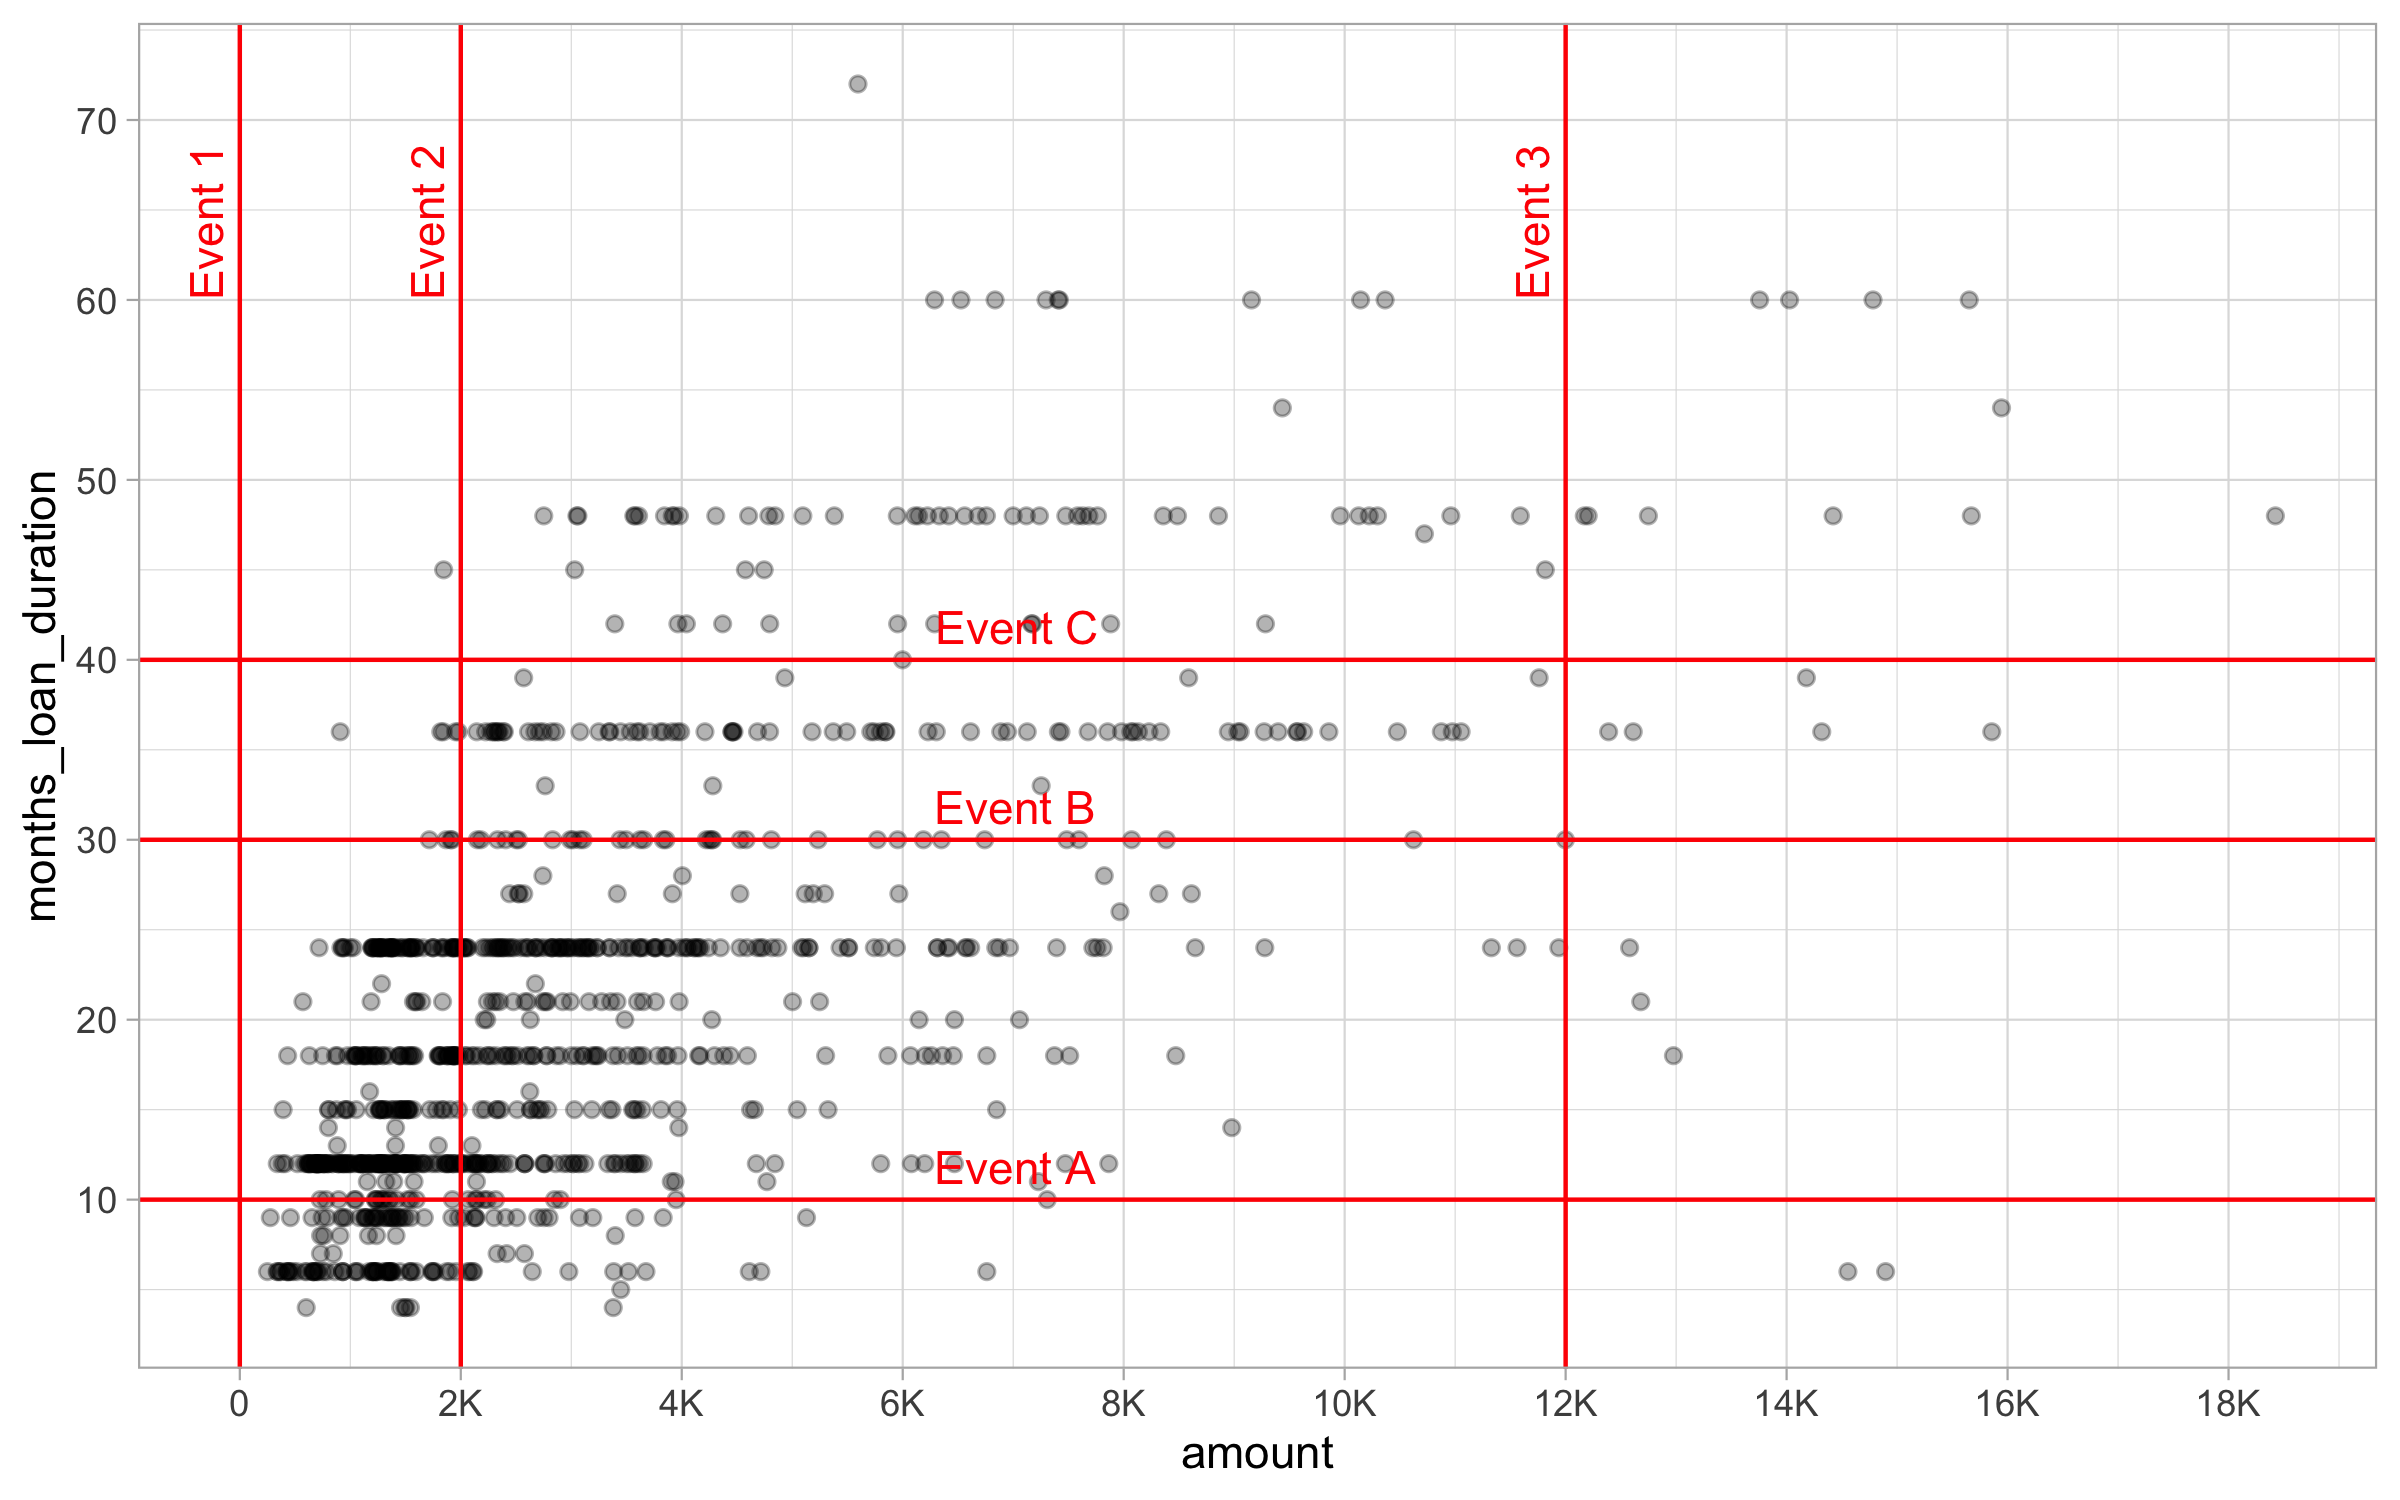 70
60
50
40
30
20
10
months_loan_duration
Event 1
Event 2
Event 3
Event C
Event B
Event A
0 2K 4K 6K 8K 10K 12K 14K 16K 18K
amount